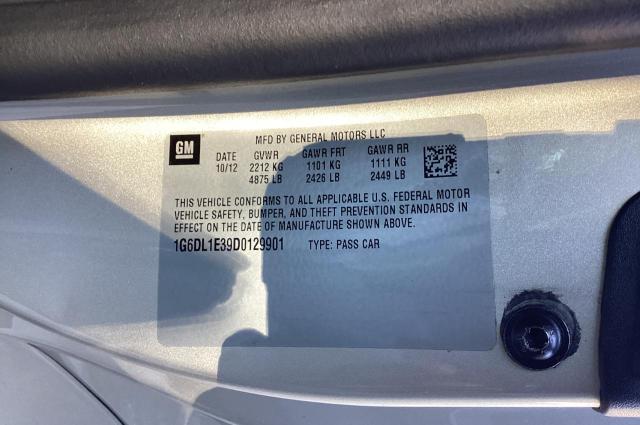 GM
MFD BY GENERAL MOTORS LLC
DATE GVWR GAWR FRT GAWR RR
10/12 2212 KG 1101 KG 1111 KG
4875 LB 2426 LB 2449 LB
THIS VEHICLE CONFORMS TO ALL APPLICABLE U.S. FEDERAL MOTOR
VEHICLE SAFETY, BUMPER, AND THEFT PREVENTION STANDARDS IN
EFFECT ON THE DATE OF MANUFACTURE SHOWN ABOVE.
1G6DL1E39D0129901 TYPE: PASS CAR